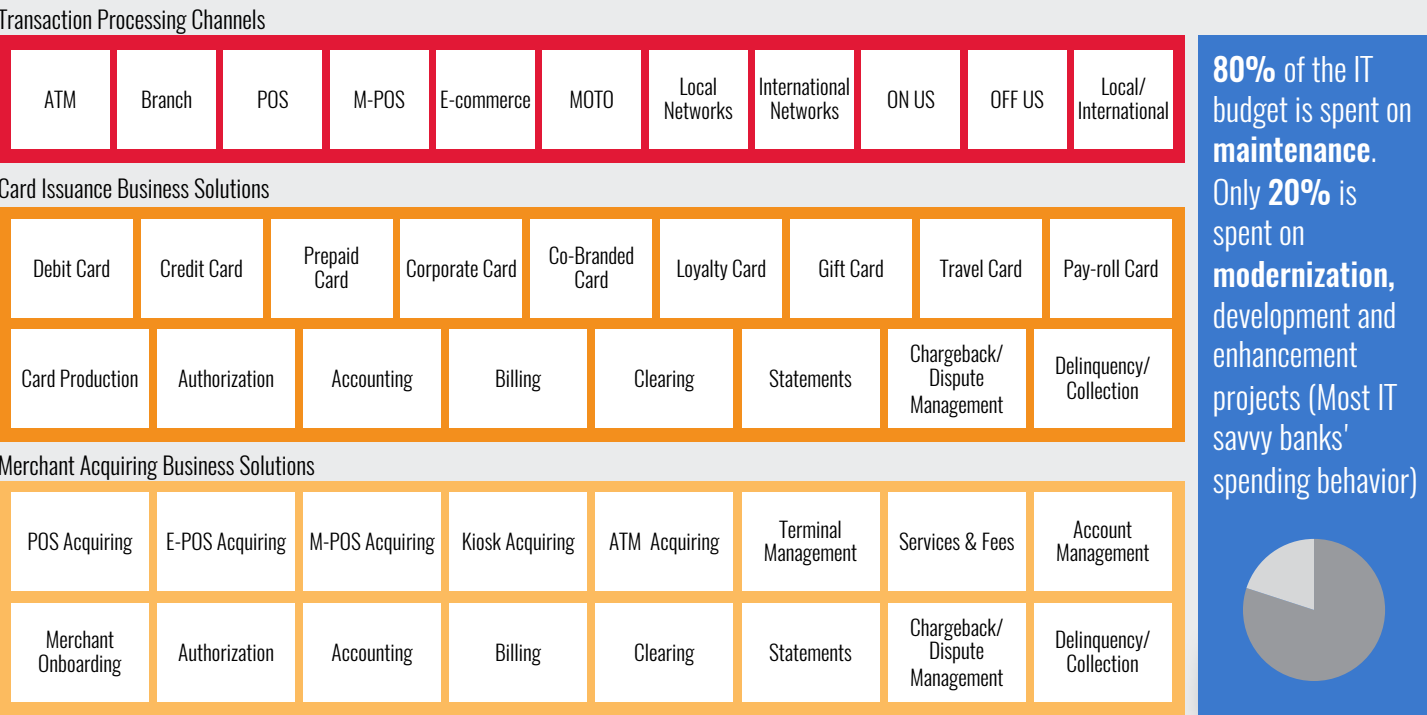 Transaction Processing Channels
ATM
Branch
POS
M-POS
E-commerce
MOTO
Local
Networks
International
Networks
ON US
OFF US
Local/
International
Card Issuance Business Solutions
Debit Card
Credit Card
Prepaid
Card
Corporate Card
Co-Branded
Card
Loyalty Card
Gift Card
Travel Card
Pay-roll Card
Card Production
Authorization
Accounting
Billing
Clearing
Statements
Chargeback/
Dispute
Management
Delinquency/
Collection
Merchant Acquiring Business Solutions
POS Acquiring
E-POS Acquiring
M-POS Acquiring
Kiosk Acquiring
ATM Acquiring
Terminal
Management
Services & Fees
Account
Management
Merchant
Onboarding
Authorization
Accounting
Billing
Clearing
Statements
Chargeback/
Dispute
Management
Delinquency/
Collection
80% of the IT
budget is spent on
maintenance.
Only 20% is
spent on
modernization,
development and
enhancement
projects (Most IT
savvy banks'
spending behavior)